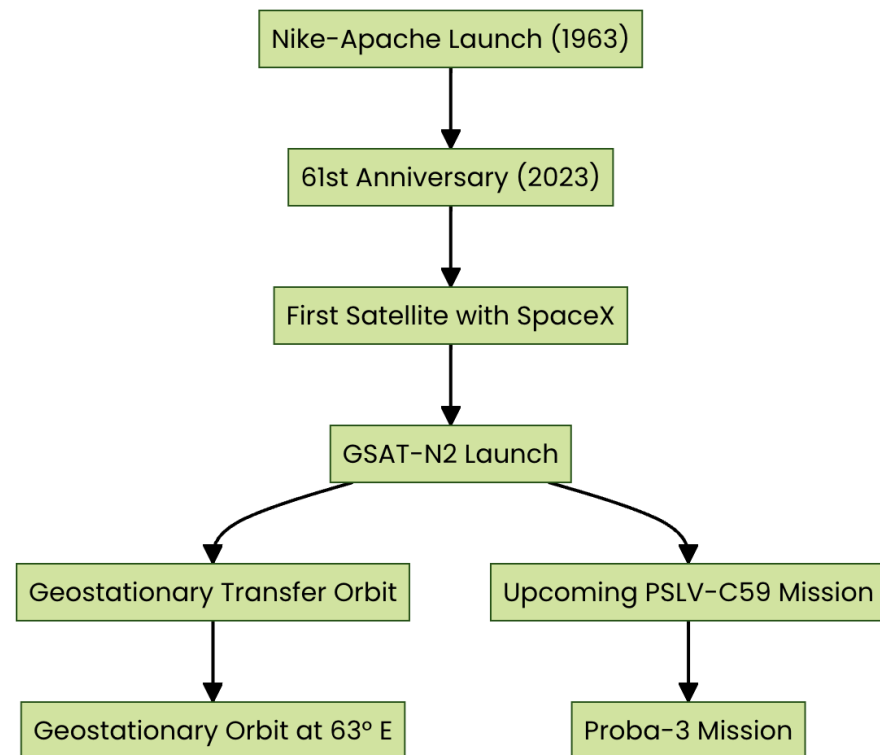 Nike-Apache Launch (1963)
61st Anniversary (2023)
First Satellite with SpaceX
GSAT-N2 Launch
Geostationary Transfer Orbit
Upcoming PSLV-C59 Mission
Geostationary Orbit at 63° E
Proba-3 Mission